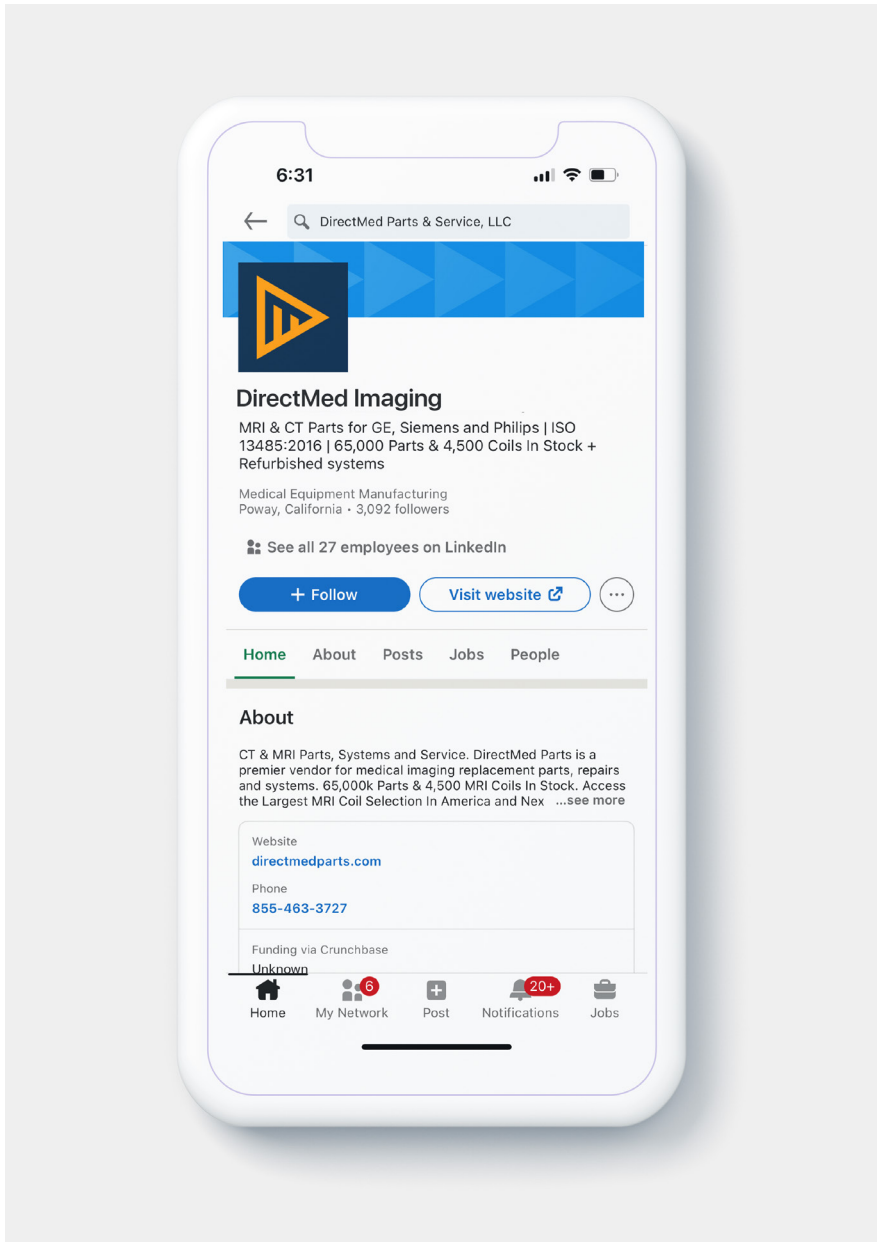 6:31
DirectMed Parts & Service, LLC
DirectMed Imaging
MRI & CT Parts for GE, Siemens and Philips | ISO
13485:2016 | 65,000 Parts & 4,500 Coils In Stock +
Refurbished systems
Medical Equipment Manufacturing
Poway, California • 3,092 followers
See all 27 employees on LinkedIn
+ Follow
Visit website
Home About Posts Jobs People
About
CT & MRI Parts, Systems and Service. DirectMed Parts is a
premier vendor for medical imaging replacement parts, repairs
and systems. 65,000k Parts & 4,500 MRI Coils In Stock. Access
the Largest MRI Coil Selection In America and Nex ...see more
Website
directmedparts.com
Phone
855-463-3727
Funding via Crunchbase
Unknown
6 20+
Home My Network Post Notifications Jobs